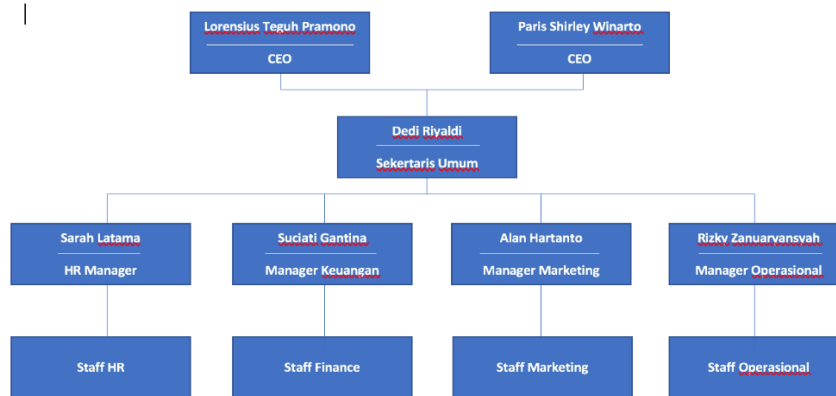 Lorensius Teguh Pramono
CEO
Paris Shirley Winarto
CEO
Dedi Riyaldi
Sekertaris Umum
Sarah Latama
HR Manager
Suciati Gantina
Manager Keuangan
Alan Hartanto
Manager Marketing
Rizky Zanuaryansyah
Manager Operasional
Staff HR
Staff Finance
Staff Marketing
Staff Operasional